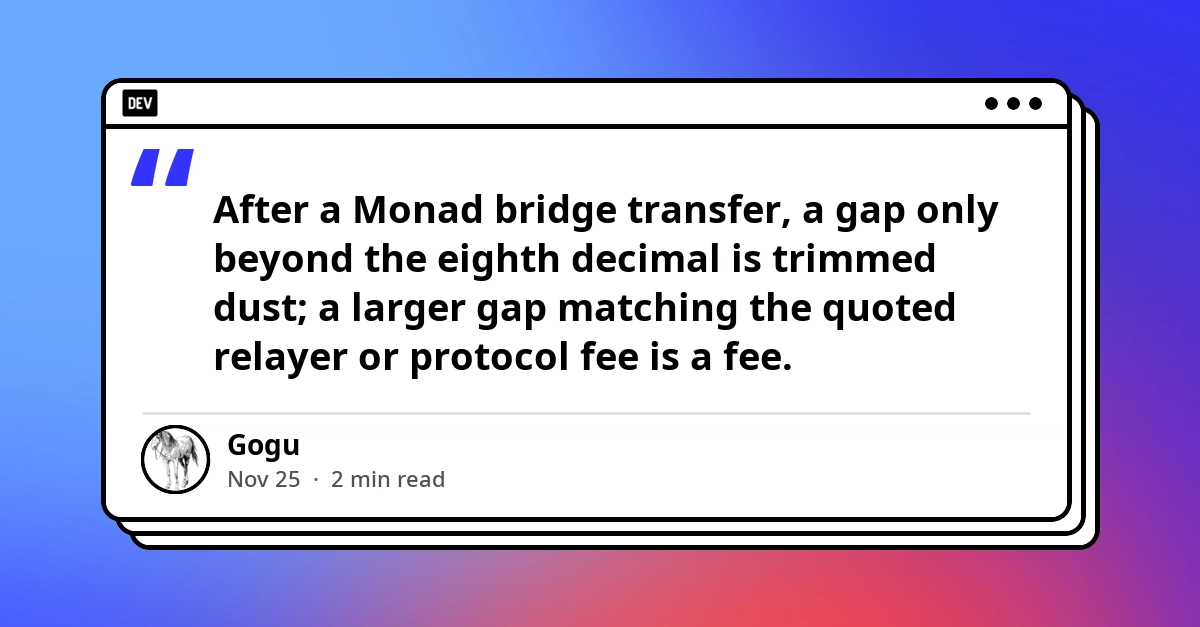 DEV
“
After a Monad bridge transfer, a gap only
beyond the eighth decimal is trimmed
dust; a larger gap matching the quoted
relayer or protocol fee is a fee.
Gogu
Nov 25 · 2 min read